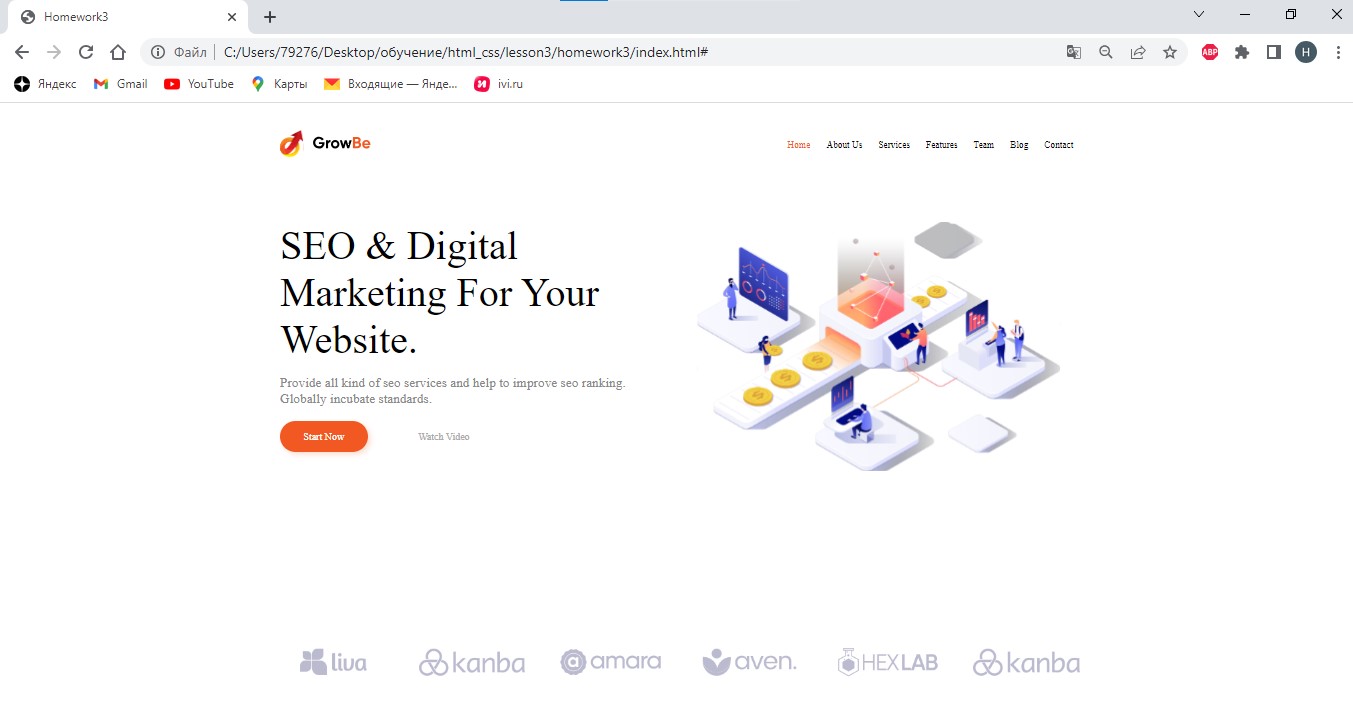 Homework3
Файл C:/Users/79276/Desktop/обучение/html_css/lesson3/homework3/index.html#
ABP
H
Яндекс Gmail YouTube Карты Входящие — Янде... ivi.ru
GrowBe
Home About Us Services Features Team Blog Contact
SEO & Digital
Marketing For Your
Website.
Provide all kind of seo services and help to improve seo ranking.
Globally incubate standards.
Start Now Watch Video
liva kanba amara aven. HEXLAB kanba